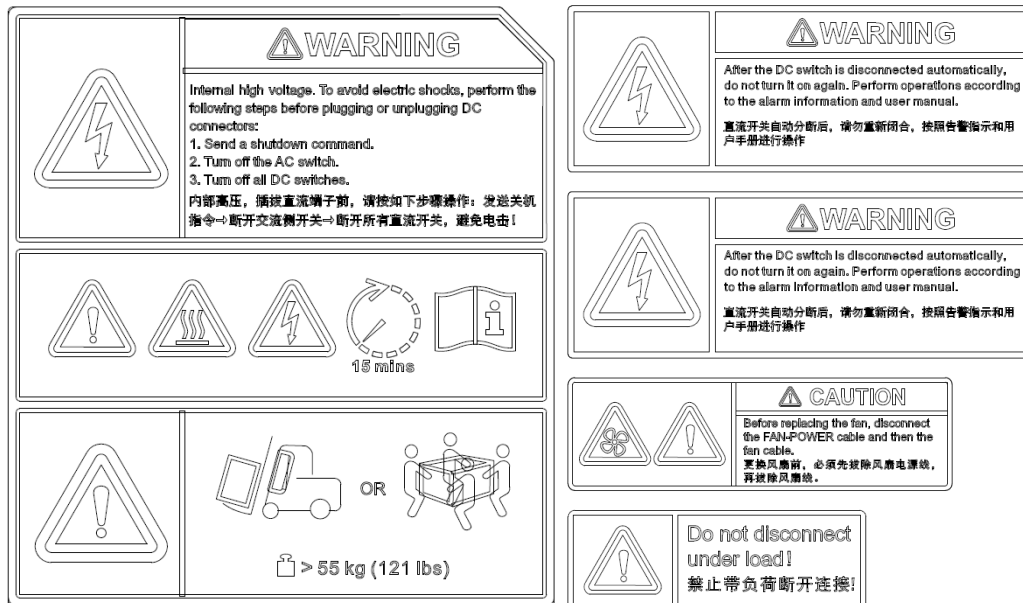 WARNING
Internal high voltage. To avoid electric shocks, perform the
following steps before plugging or unplugging DC
connectors:
1. Send a shutdown command.
2. Turn off the AC switch.
3. Turn off all DC switches.
内部高压，插拔直流端子前，请按如下步骤操作：发送关机
指令⇨断开交流侧开关⇨断开所有直流开关，避免电击！
15 mins
OR
> 55 kg (121 lbs)
WARNING
After the DC switch is disconnected automatically,
do not turn it on again. Perform operations according
to the alarm information and user manual.
直流开关自动分断后，请勿重新闭合，按照告警指示和用
户手册进行操作
WARNING
After the DC switch is disconnected automatically,
do not turn it on again. Perform operations according
to the alarm information and user manual.
直流开关自动分断后，请勿重新闭合，按照告警指示和用
户手册进行操作
CAUTION
Before replacing the fan, disconnect
the FAN-POWER cable and then the
fan cable.
更换风扇前，必须先拔除风扇电源线，
再拔除风扇线。
Do not disconnect
under load!
禁止带负荷断开连接!